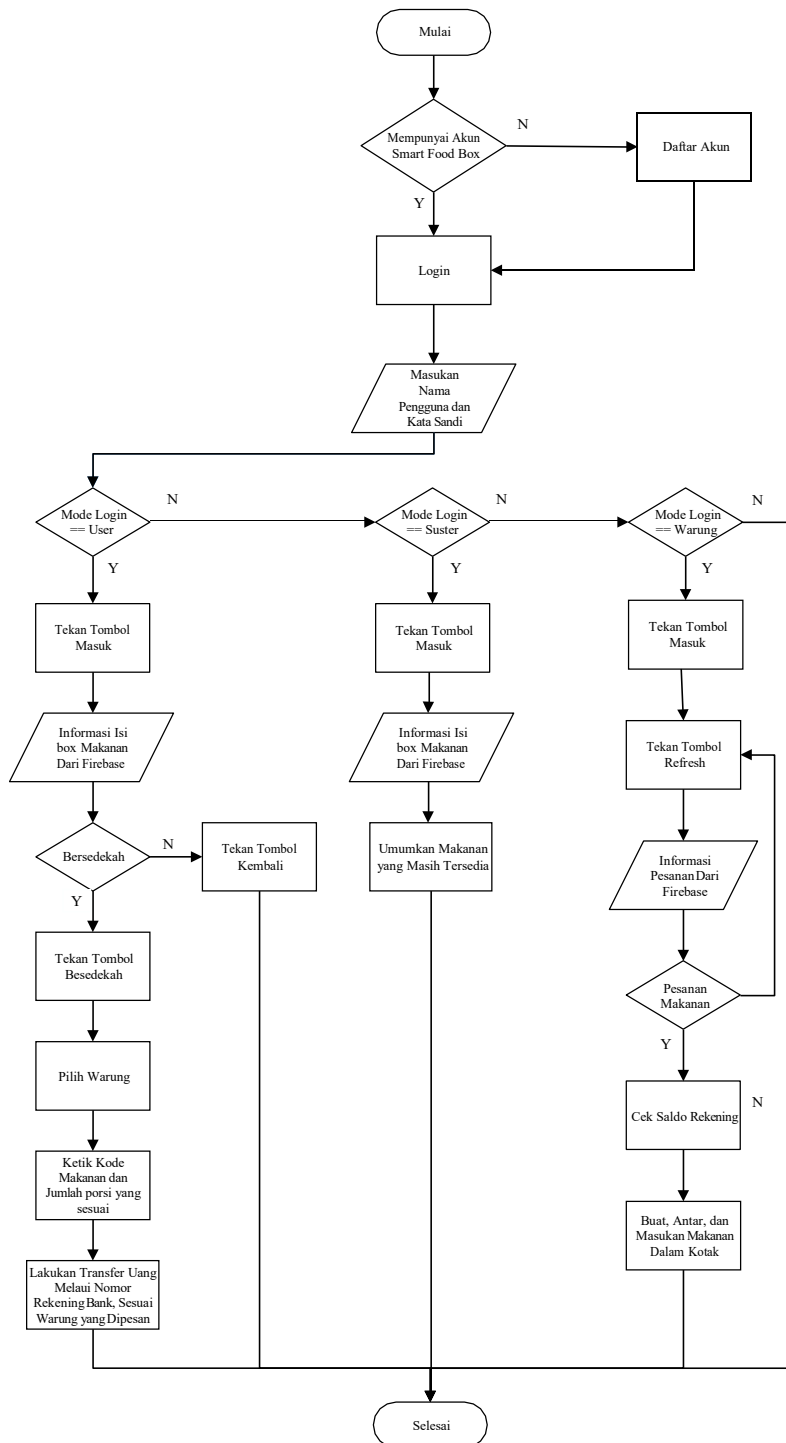 Mulai
Mempunyai Akun
Smart Food Box
N
Daftar Akun
Y
Login
Masukan
Nama
Pengguna dan
Kata Sandi
Mode Login
== User
N
Mode Login
== Suster
N
Mode Login
== Warung
N
Y
Y
Y
Tekan Tombol
Masuk
Tekan Tombol
Masuk
Tekan Tombol
Masuk
Informasi Isi
box Makanan
Dari Firebase
Informasi Isi
box Makanan
Dari Firebase
Tekan Tombol
Refresh
Bersedekah
N
Tekan Tombol
Kembali
Umumkan Makanan
yang Masih Tersedia
Informasi
Pesanan Dari
Firebase
Y
Tekan Tombol
Besedekah
Pesanan
Makanan
Y
Pilih Warung
Cek Saldo Rekening
N
Ketik Kode
Makanan dan
Jumlah porsi yang
sesuai
Buat, Antar, dan
Masukan Makanan
Dalam Kotak
Lakukan Transfer Uang
Melaui Nomor
Rekening Bank, Sesuai
Warung yang Dipesan
Selesai